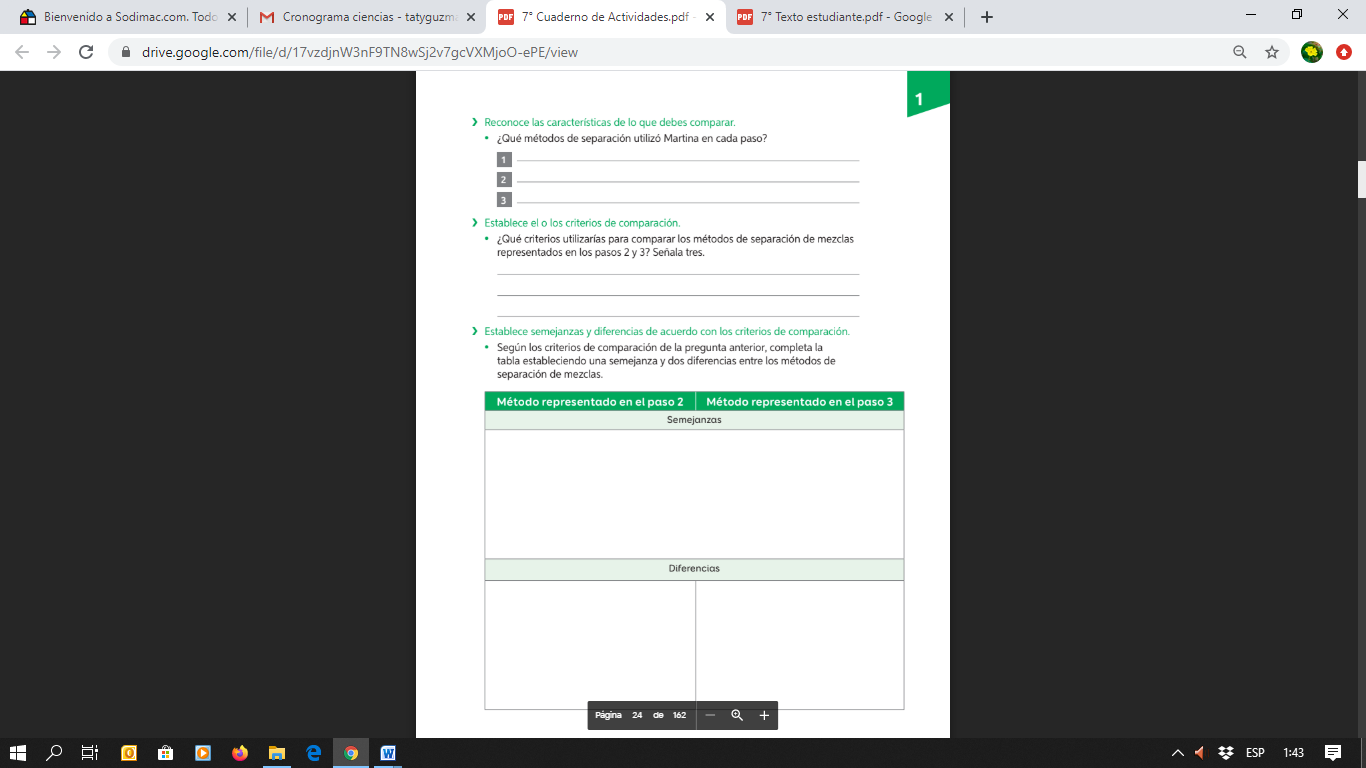 Bienvenido a Sodimac.com. Todo
Cronograma ciencias - tatyguzma
7° Cuaderno de Actividades.pdf -
7° Texto estudiante.pdf - Google
drive.google.com/file/d/17vzdjnW3nF9TN8wSj2v7gcVXMjoO-ePE/view
1
Reconoce las características de lo que debes comparar.
• ¿Qué métodos de separación utilizó Martina en cada paso?
1
2
3
Establece el o los criterios de comparación.
• ¿Qué criterios utilizarías para comparar los métodos de separación de mezclas
representados en los pasos 2 y 3? Señala tres.
Establece semejanzas y diferencias de acuerdo con los criterios de comparación.
• Según los criterios de comparación de la pregunta anterior, completa la
tabla estableciendo una semejanza y dos diferencias entre los métodos de
separación de mezclas.
Método representado en el paso 2 Método representado en el paso 3
Semejanzas
Diferencias
Página 24 de 162
ESP 1:43